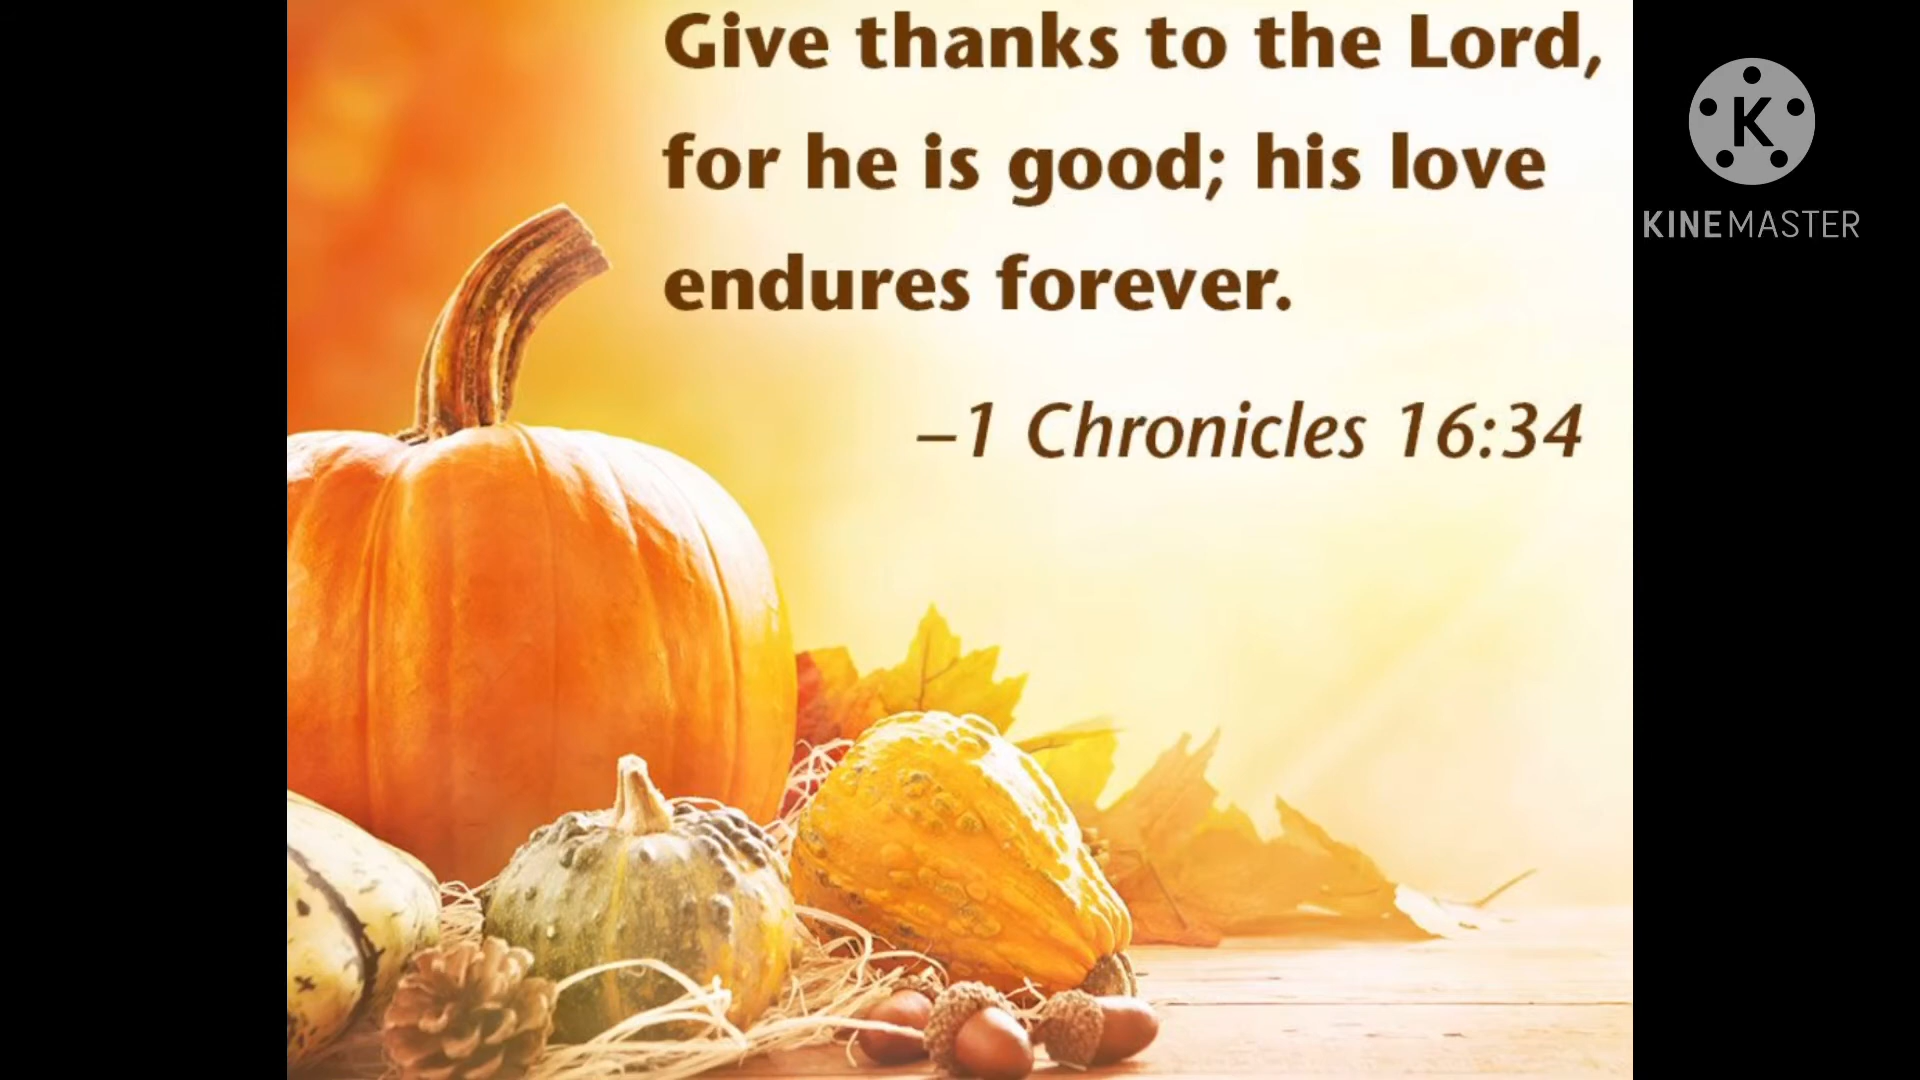 Give thanks to the Lord,
for he is good; his love
endures forever.
–1 Chronicles 16:34
K
KINEMASTER